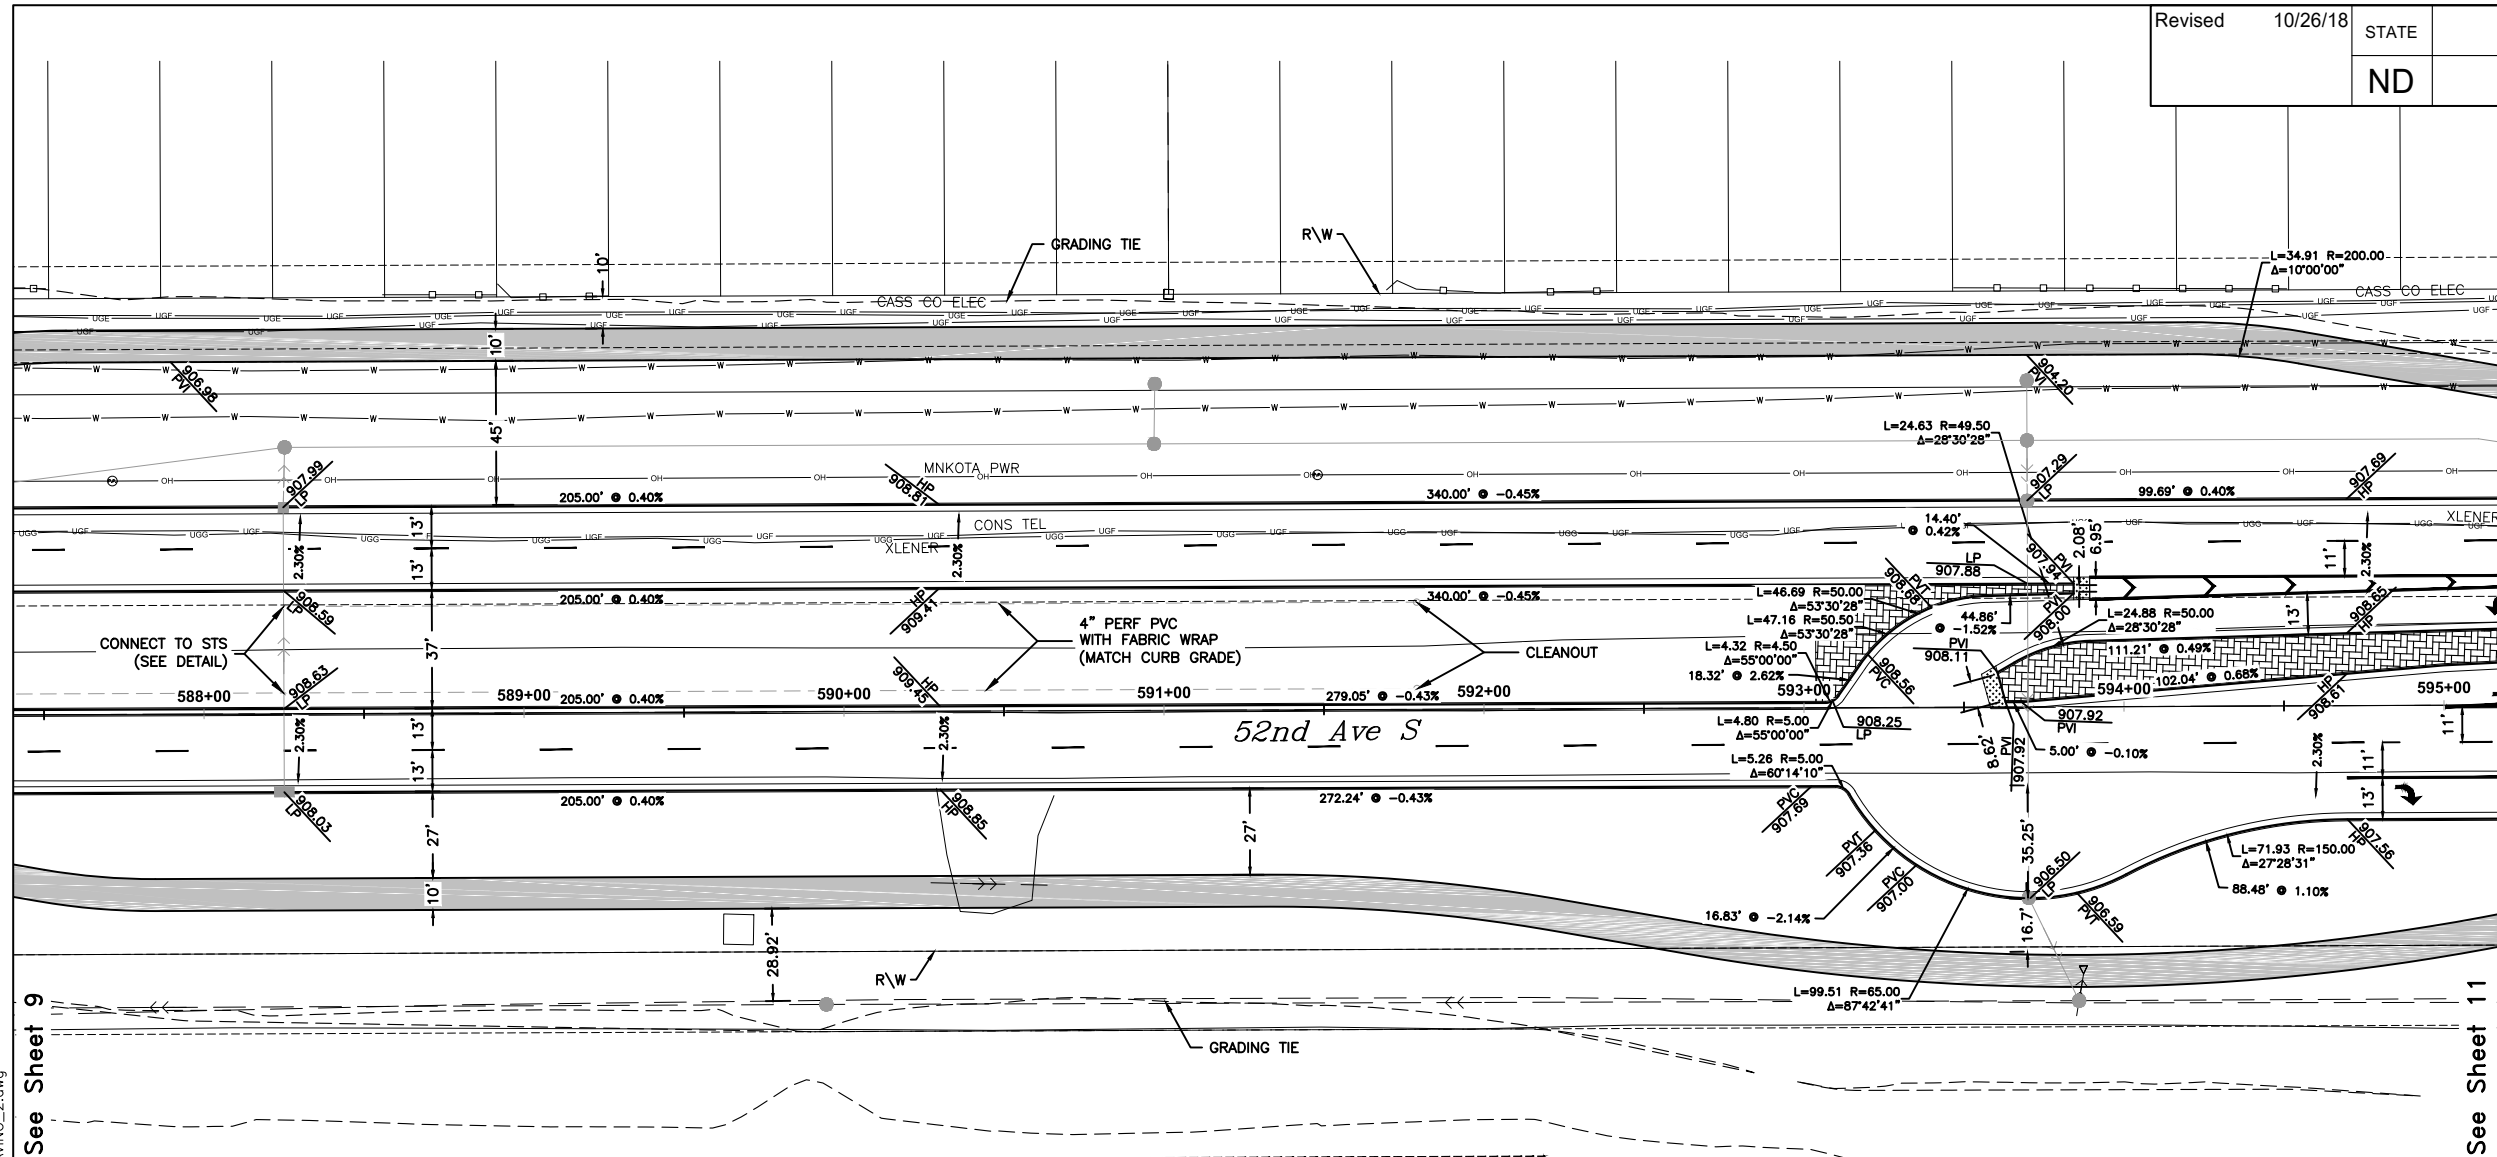 Revised 10/26/18
STATE
ND
GRADING TIE
R\W
10'
L=34.91 R=200.00
Δ=10°00'00"
CASS CO ELEC
CASS CO ELEC
10'
906.98
PVI
904.20
PVI
45'
L=24.63 R=49.50
Δ=28°30'28"
907.99
LP
MNKOTA PWR
HP
908.81
907.29
LP
907.69
HP
205.00' @ 0.40%
340.00' @ -0.45%
99.69' @ 0.40%
13'
CONS TEL
XLENER
XLENER
2.30%
2.30%
13'
14.40'
@ 0.42%
2.08'
6.95
11'
2.30%
LP
907.88
PVI
907.94
PVT
908.68
908.59
LP
205.00' @ 0.40%
HP
909.41
340.00' @ -0.45%
L=46.69 R=50.00
Δ=53°30'28"
L=47.16 R=50.50
Δ=53°30'28"
L=4.32 R=4.50
Δ=55°00'00"
18.32' @ 2.62%
44.86'
@ -1.52%
PVI
908.00
L=24.88 R=50.00
Δ=28°30'28"
13'
908.65
HP
CONNECT TO STS
(SEE DETAIL)
37'
4" PERF PVC
WITH FABRIC WRAP
(MATCH CURB GRADE)
CLEANOUT
PVI
908.11
111.21' @ 0.49%
908.56
PVC
908.63
LP
HP
909.45
588+00
589+00
205.00' @ 0.40%
590+00
591+00
279.05' @ -0.43%
592+00
593+00
594+00
102.04' @ 0.68%
HP
908.61
595+00
2.30%
13'
2.30%
52nd Ave S
L=4.80 R=5.00
Δ=55°00'00"
908.25
LP
907.92
PVI
8.62'
PVI
907.92
5.00' @ -0.10%
2.30%
11'
11'
13'
L=5.26 R=5.00
Δ=60°14'10"
13'
908.03
LP
205.00' @ 0.40%
908.85
HP
272.24' @ -0.43%
PVC
907.69
27'
27'
PVT
907.36
PVC
907.00
35.25'
906.50
LP
907.56
HP
L=71.93 R=150.00
Δ=27°28'31"
88.48' @ 1.10%
10'
16.83' @ -2.14%
906.59
PVT
16.7'
28.92'
R\W
L=99.51 R=65.00
Δ=87°42'41"
GRADING TIE
See Sheet 9
See Sheet 11